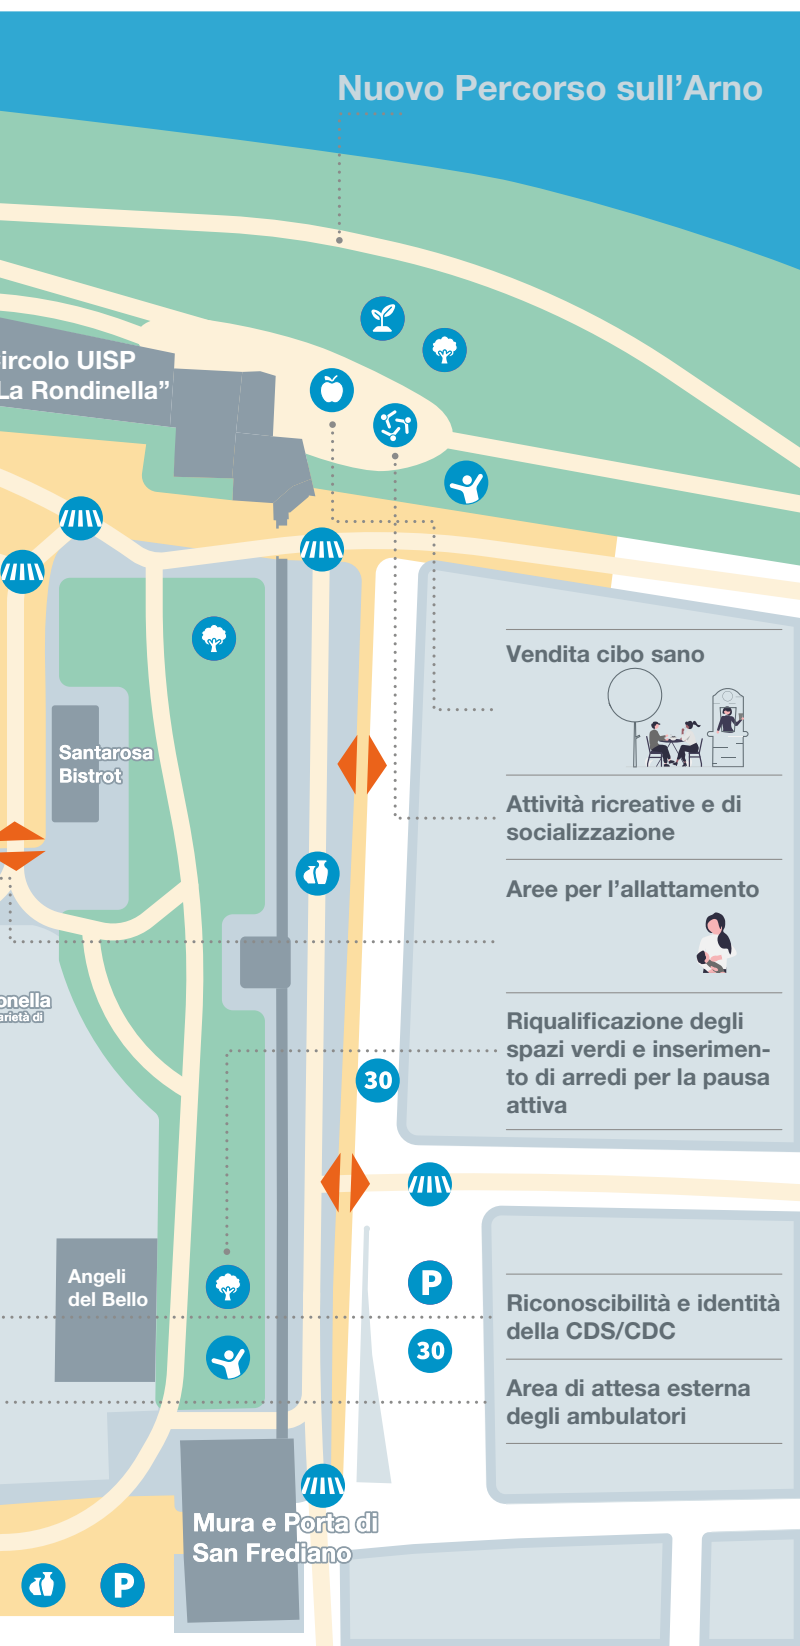 Nuovo Percorso sull’Arno
ircolo UISP
La Rondinella”
Vendita cibo sano
Santarosa
Bistrot
Attività ricreative e di
socializzazione
Aree per l’allattamento
onella
arietà di
Riqualificazione degli
spazi verdi e inserimen-
to di arredi per la pausa
attiva
30
Angeli
del Bello
P
Riconoscibilità e identità
della CDS/CDC
30
Area di attesa esterna
degli ambulatori
Mura e Porta di
San Frediano
P